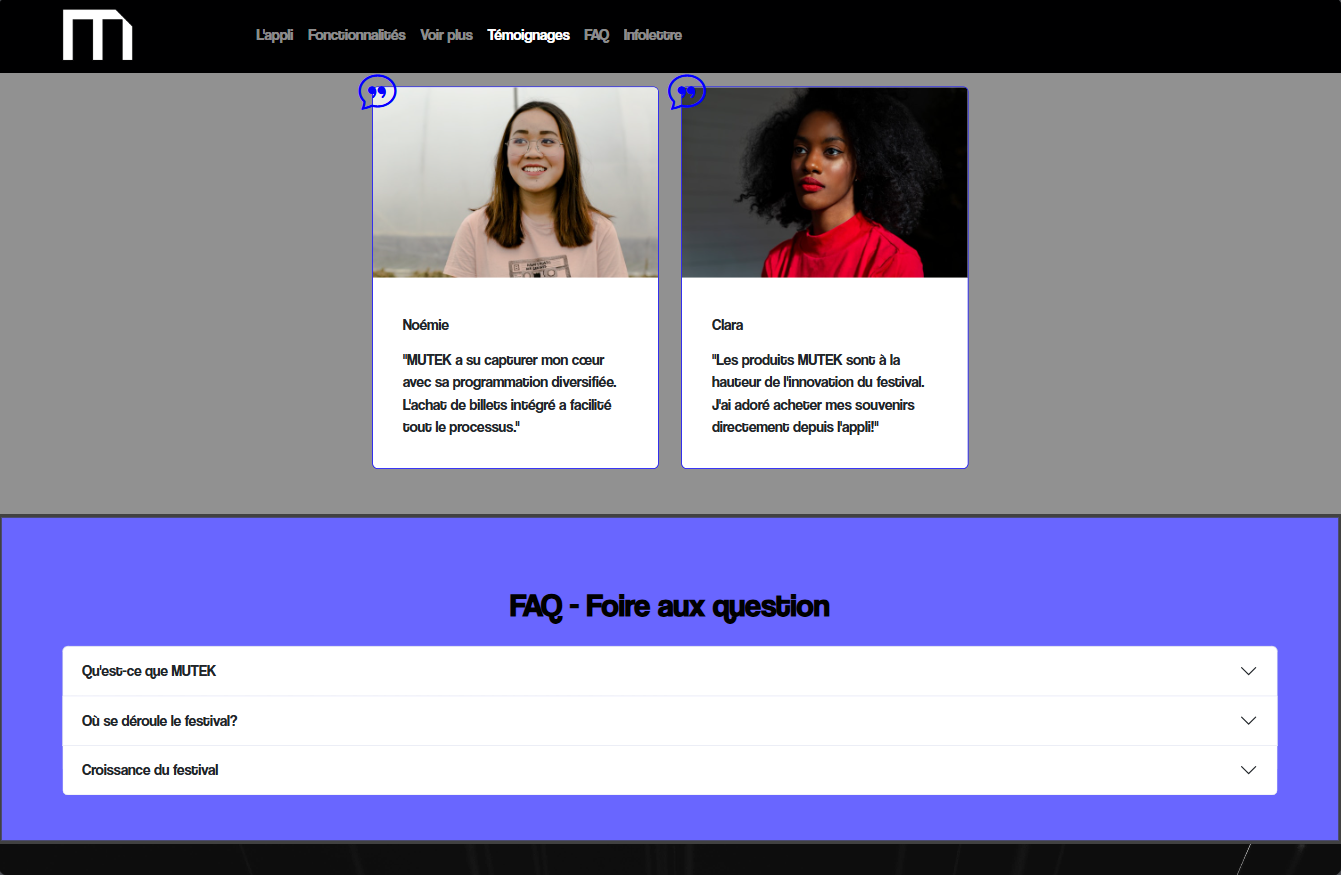 L'appli Fonctionnalités Voir plus Témoignages FAQ Infolettre
Noémie
"MUTEK a su capturer mon cœur
avec sa programmation diversifiée.
L'achat de billets intégré a facilité
tout le processus."
Clara
"Les produits MUTEK sont à la
hauteur de l'innovation du festival.
J'ai adoré acheter mes souvenirs
directement depuis l'appli!"
FAQ - Foire aux question
Qu'est-ce que MUTEK
Où se déroule le festival?
Croissance du festival